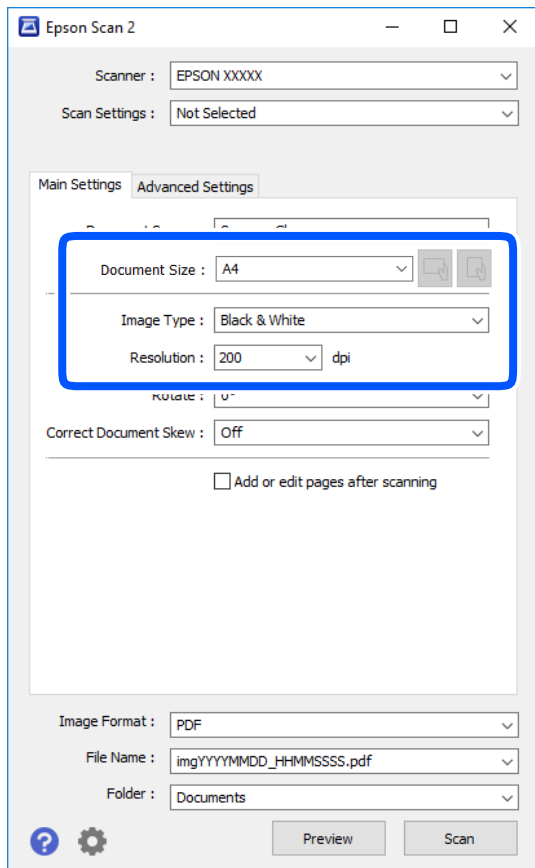 Epson Scan 2
Scanner : EPSON XXXXX
Scan Settings : Not Selected
Main Settings Advanced Settings
Document Size : A4
Image Type : Black & White
Resolution : 200 dpi
Rotate : 0°
Correct Document Skew : Off
Add or edit pages after scanning
Image Format : PDF
File Name : imgYYYYMMDD_HHMMSSSS.pdf
Folder : Documents
? Preview Scan